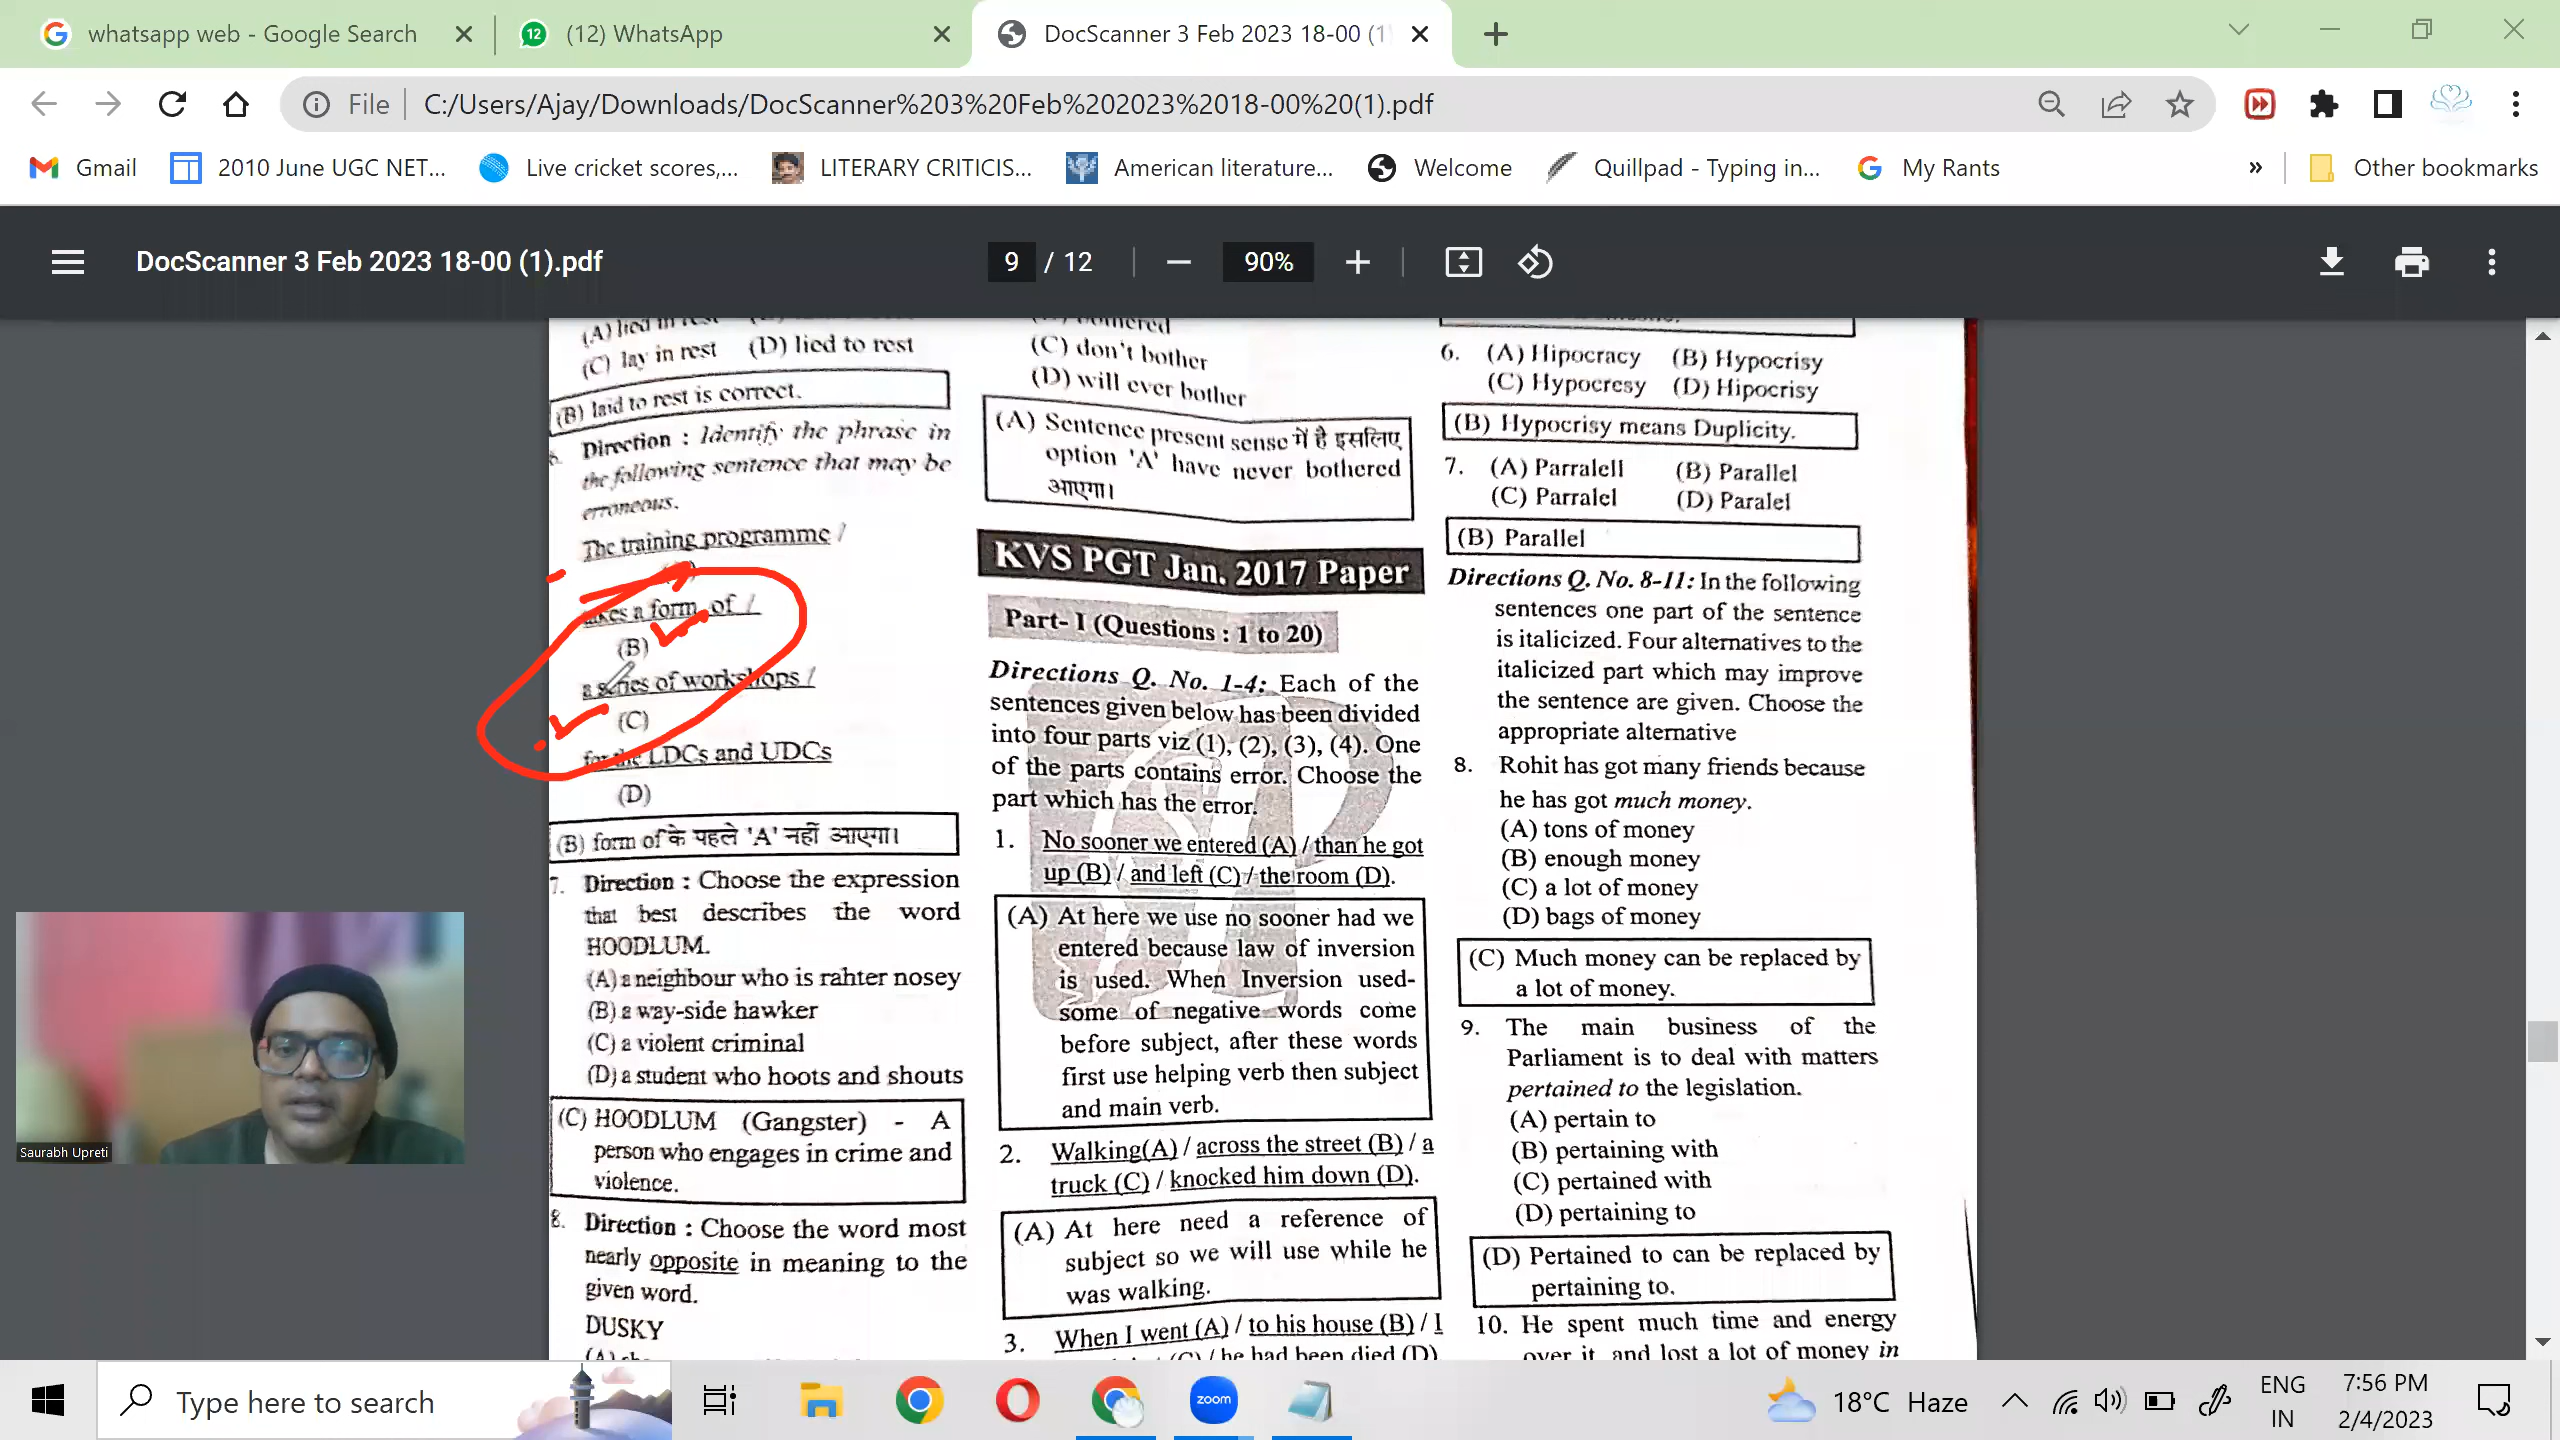 whatsapp web - Google Search
12
(12) WhatsApp
DocScanner 3 Feb 2023 18-00 (1
File
C:/Users/Ajay/Downloads/DocScanner%203%20Feb%202023%2018-00%20(1).pdf
Gmail
2010 June UGC NET...
Live cricket scores,...
LITERARY CRITICIS...
American literature...
Welcome
Quillpad - Typing in...
My Rants
»
Other bookmarks
DocScanner 3 Feb 2023 18-00 (1).pdf
9 / 12
90%
(C) lay in rest (D) lied to rest
(B) laid to rest is correct.
Direction : Identify the phrase in
the following sentence that may be
erroneous.
The training programme /
a form of /
(B)
a series of workshops /
(C)
for the LDCs and UDCs
(D)
(B) form of के पहले 'A' नहीं आएगा।
7. Direction : Choose the expression
that best describes the word
HOODLUM.
(A) a neighbour who is rahter nosey
(B) a way-side hawker
(C) a violent criminal
(D) a student who hoots and shouts
(C) HOODLUM (Gangster) - A
person who engages in crime and
violence.
8. Direction : Choose the word most
nearly opposite in meaning to the
given word.
DUSKY
bothered
(C) don't bother
(D) will ever bother
(A) Sentence present sense में है इसलिए
option 'A' have never bothered
आएगा।
KVS PGT Jan. 2017 Paper
Part- I (Questions : 1 to 20)
Directions Q. No. 1-4: Each of the
sentences given below has been divided
into four parts viz (1), (2), (3), (4). One
of the parts contains error. Choose the
part which has the error.
1. No sooner we entered (A) / than he got
up (B) / and left (C) / the room (D).
(A) At here we use no sooner had we
entered because law of inversion
is used. When Inversion used-
some of negative words come
before subject, after these words
first use helping verb then subject
and main verb.
2. Walking(A) / across the street (B) / a
truck (C) / knocked him down (D).
(A) At here need a reference of
subject so we will use while he
was walking.
3. When I went (A) / to his house (B) / I
(C) / he had been died (D)
6. (A) Hipocracy (B) Hypocrisy
(C) Hypocresy (D) Hipocrisy
(B) Hypocrisy means Duplicity.
7. (A) Parralell (B) Parallel
(C) Parralel (D) Paralel
(B) Parallel
Directions Q. No. 8-11: In the following
sentences one part of the sentence
is italicized. Four alternatives to the
italicized part which may improve
the sentence are given. Choose the
appropriate alternative
8. Rohit has got many friends because
he has got much money.
(A) tons of money
(B) enough money
(C) a lot of money
(D) bags of money
(C) Much money can be replaced by
a lot of money.
9. The main business of the
Parliament is to deal with matters
pertained to the legislation.
(A) pertain to
(B) pertaining with
(C) pertained with
(D) pertaining to
(D) Pertained to can be replaced by
pertaining to.
10. He spent much time and energy
over it, and lost a lot of money in
Saurabh Upreti
Type here to search
zoom
18°C Haze
ENG
IN
7:56 PM
2/4/2023